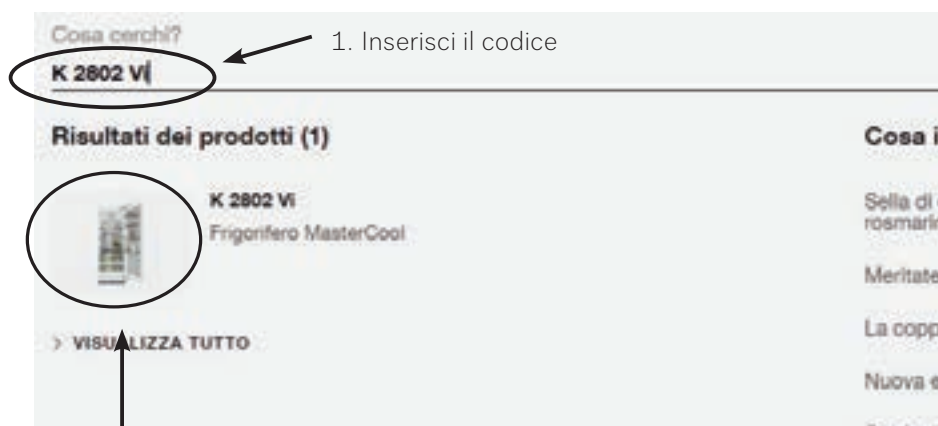 Cosa cerchi?
1. Inserisci il codice
K 2802 Vi
Risultati dei prodotti (1)
K 2802 Vi
Frigorifero MasterCool
> VISUALIZZA TUTTO
Cosa i
Sella di
rosmarin
Meritate
La copp
Nuova e